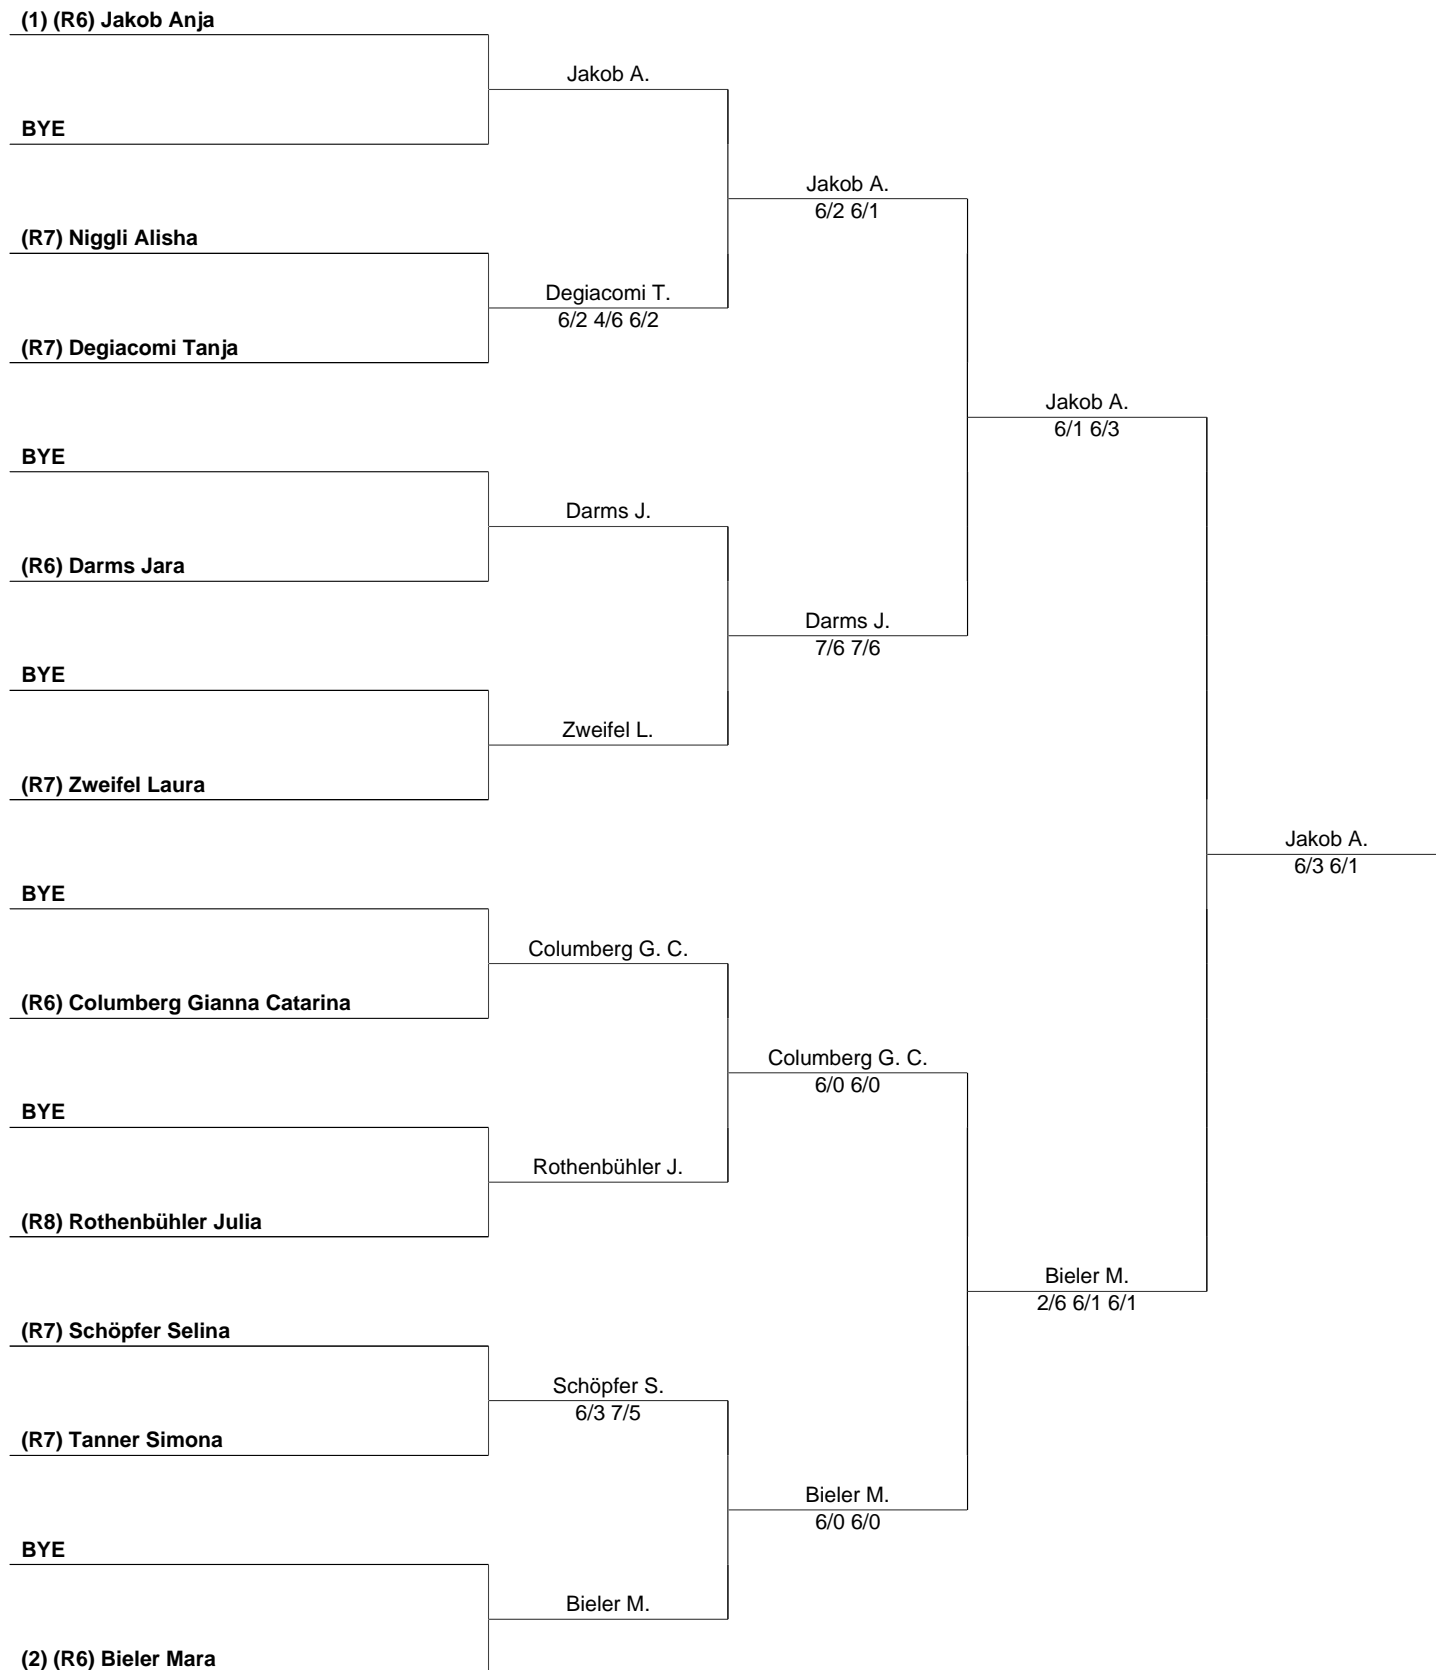 (1) (R6) Jakob Anja
Jakob A.
BYE
Jakob A.
6/2 6/1
(R7) Niggli Alisha
Degiacomi T.
6/2 4/6 6/2
(R7) Degiacomi Tanja
Jakob A.
6/1 6/3
BYE
Darms J.
(R6) Darms Jara
Darms J.
7/6 7/6
BYE
Zweifel L.
(R7) Zweifel Laura
Jakob A.
6/3 6/1
BYE
Columberg G. C.
(R6) Columberg Gianna Catarina
Columberg G. C.
6/0 6/0
BYE
Rothenbühler J.
(R8) Rothenbühler Julia
Bieler M.
2/6 6/1 6/1
(R7) Schöpfer Selina
Schöpfer S.
6/3 7/5
(R7) Tanner Simona
Bieler M.
6/0 6/0
BYE
Bieler M.
(2) (R6) Bieler Mara